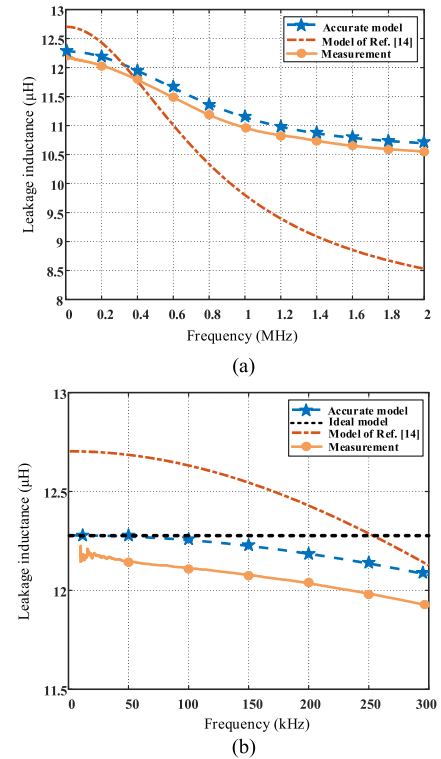 (a)
13
12.5
12
11.5
11
10.5
10
9.5
9
8.5
8
Leakage inductance (µH)
Accurate model
Model of Ref. [14]
Measurement
0 0.2 0.4 0.6 0.8 1.0 1.2 1.4 1.6 1.8 2
Frequency (MHz)
(a)
13
12.5
12
11.5
Leakage inductance (µH)
Accurate model
Ideal model
Model of Ref. [14]
Measurement
0 50 100 150 200 250 300
Frequency (kHz)
(b)